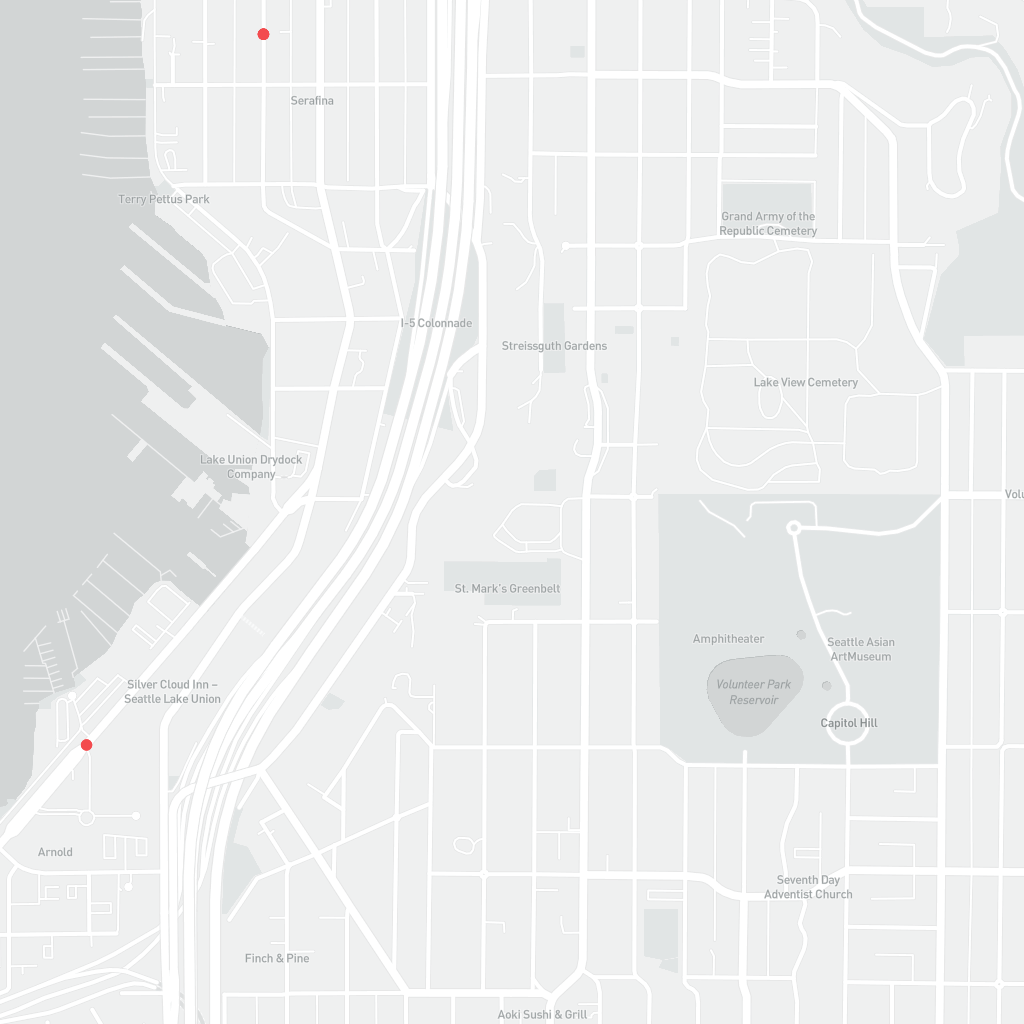 Serafina
Terry Pettus Park
Grand Army of the
Republic Cemetery
I-5 Colonnade
Streissguth Gardens
Lake View Cemetery
Lake Union Drydock
Company
Volu
St. Mark's Greenbelt
Amphitheater
Seattle Asian
ArtMuseum
Silver Cloud Inn –
Seattle Lake Union
Volunteer Park
Reservoir
Capitol Hill
Arnold
Seventh Day
Adventist Church
Finch & Pine
Aoki Sushi & Grill